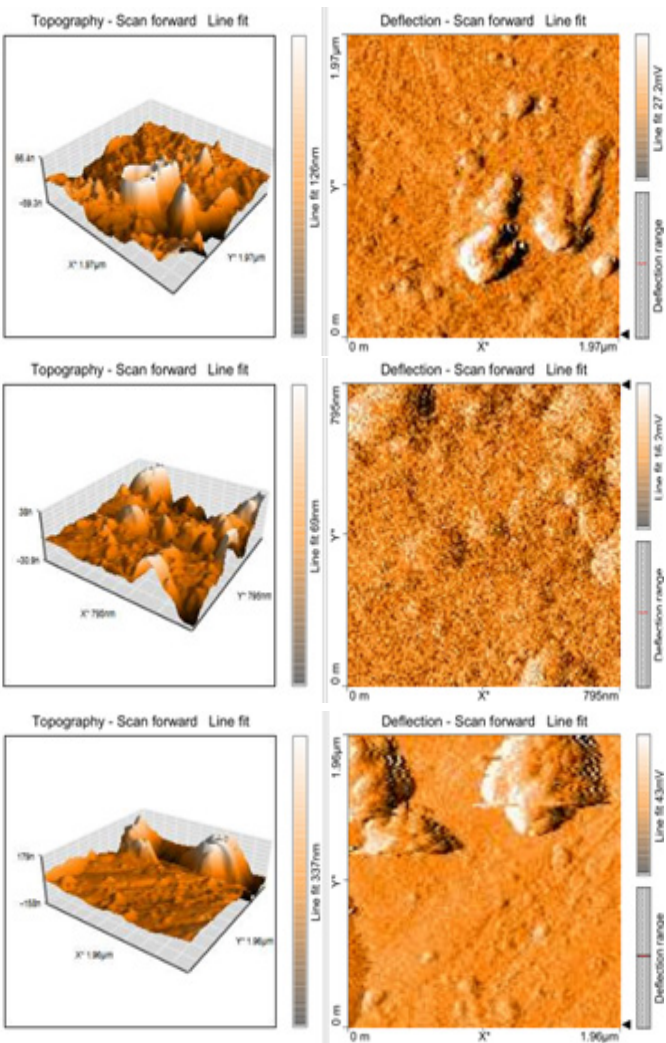 Topography - Scan forward Line fit
Deflection - Scan forward Line fit
X* 1.97µm
Y* 1.97µm
Line fit 126nm
1.97µm
Y*
0 m
0 m
X*
1.97µm
Line fit 27.2mV
Deflection range
Topography - Scan forward Line fit
Deflection - Scan forward Line fit
X* 795nm
Y* 795nm
Line fit 69nm
795nm
Y*
0 m
0 m
X*
795nm
Line fit 16.2mV
Deflection range
Topography - Scan forward Line fit
Deflection - Scan forward Line fit
X* 1.96µm
Y* 1.96µm
Line fit 337nm
1.96µm
Y*
0 m
0 m
X*
1.96µm
Line fit 43mV
Deflection range